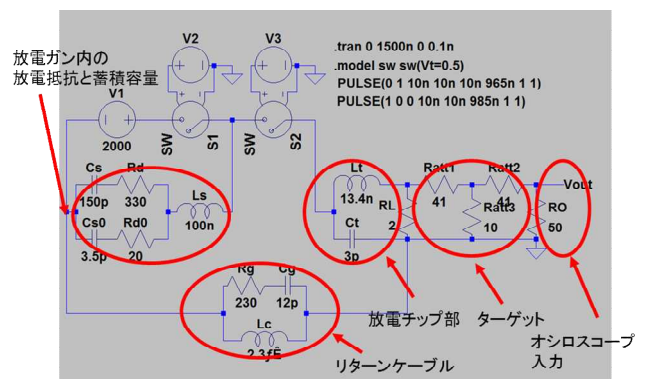 放電ガン内の
放電抵抗と蓄積容量
V2
V3
.tran 0 1500n 0 0.1n
.model sw sw(Vt=0.5)
PULSE(0 1 10n 10n 10n 965n 1 1)
PULSE(1 0 0 10n 10n 985n 1 1)
V1
2000
SW
S1
SW
S2
Cs
150p
Rd
330
Ls
100n
Cs0
3.5p
Rd0
20
Lt
13.4n
Ct
3p
RL
2
Ratt1
41
Ratt2
41
Ratt3
10
Vout
RO
50
Rg
230
Cg
12p
Lc
2.3ƒÊ
放電チップ部
ターゲット
オシロスコープ
入力
リターンケーブル